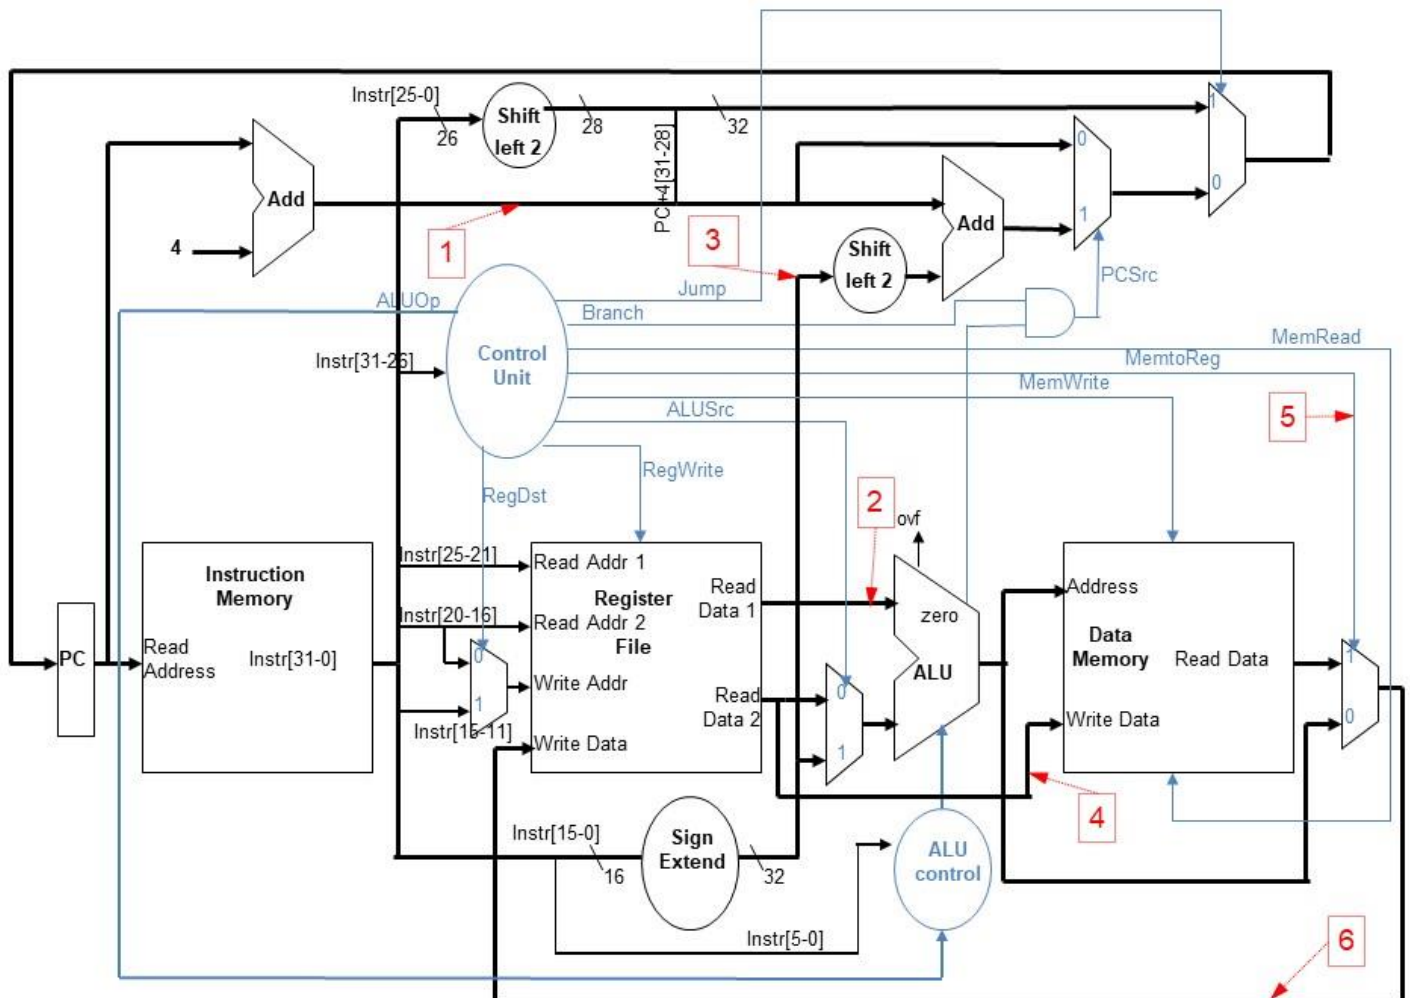 Instr[25-0]
26
Shift
left 2
28
32
PC+4[31-28]
1
0
0
1
Add
4
1
3
Shift
left 2
Add
PCSrc
ALUOp
Jump
Branch
Control
Unit
Instr[31-26]
MemRead
MemtoReg
MemWrite
ALUSrc
5
RegWrite
RegDst
2
ovf
Instruction
Memory
Read
Address
Instr[31-0]
PC
Instr[25-21]
Instr[20-16]
Instr[15-11]
0
1
Read Addr 1
Register
File
Read Addr 2
Write Addr
Write Data
Read
Data 1
Read
Data 2
0
1
zero
ALU
Address
Data
Memory
Read Data
Write Data
1
0
4
Instr[15-0]
16
Sign
Extend
32
ALU
control
Instr[5-0]
6